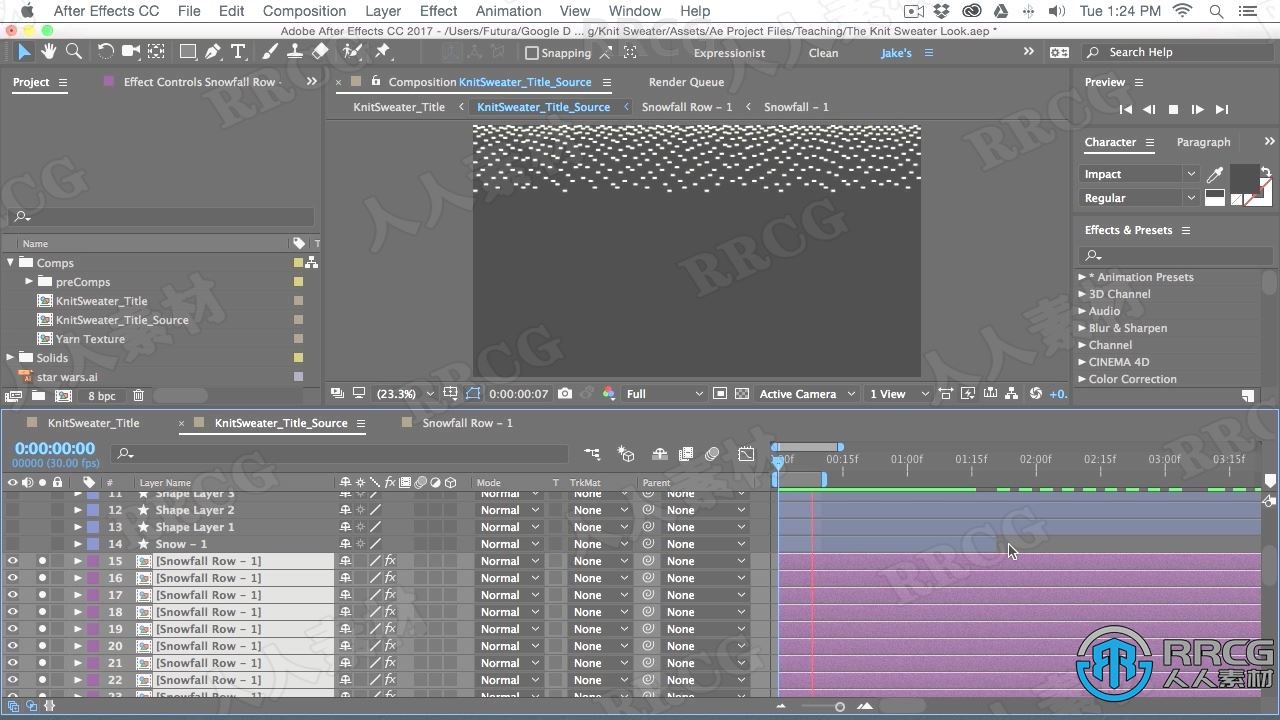 After Effects CC File Edit Composition Layer Effect Animation View Window Help Tue 1:24 PM
Adobe After Effects CC 2017 - /Users/Futura/Google D ... g/Knit Sweater/Assets/Ae Project Files/Teaching/The Knit Sweater Look.aep *
Snapping Expressionist Clean Jake's Search Help
Project Effect Controls Snowfall Row - Composition KnitSweater_Title_Source Render Queue Preview
KnitSweater_Title KnitSweater_Title_Source Snowfall Row - 1 Snowfall - 1
Character Paragraph
Impact
Regular
Effects & Presets
Name T
Comps
preComps
KnitSweater_Title
KnitSweater_Title_Source
Yarn Texture
Solids
star wars.ai
* Animation Presets
3D Channel
Audio
Blur & Sharpen
Channel
CINEMA 4D
Color Correction
8 bpc (23.3%) 0:00:00:07 Full Active Camera 1 View +0.
KnitSweater_Title KnitSweater_Title_Source Snowfall Row - 1
0:00:00:00
00000 (30.00 fps)
:00f 00:15f 01:00f 01:15f 02:00f 02:15f 03:00f 03:15f
# Layer Name Mode T TrkMat Parent
11 Shape Layer 3 Normal None None
12 Shape Layer 2 Normal None None
13 Shape Layer 1 Normal None None
14 Snow - 1 Normal None None
15 [Snowfall Row - 1] Normal None None
16 [Snowfall Row - 1] Normal None None
17 [Snowfall Row - 1] Normal None None
18 [Snowfall Row - 1] Normal None None
19 [Snowfall Row - 1] Normal None None
20 [Snowfall Row - 1] Normal None None
21 [Snowfall Row - 1] Normal None None
22 [Snowfall Row - 1] Normal None None
23 [Snowfall Row - 1] Normal None None
RRCG
人人素材